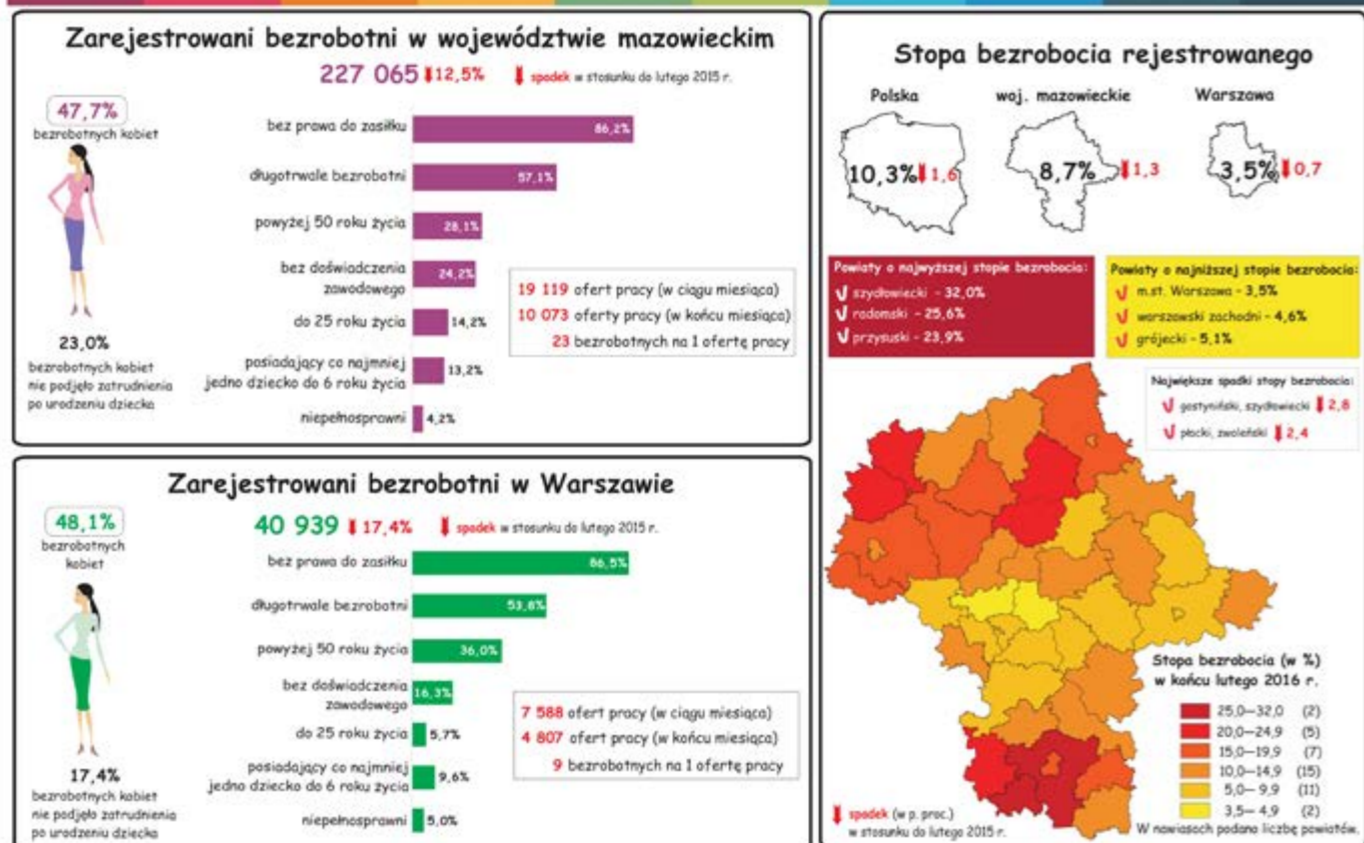 Zarejestrowani bezrobotni w województwie mazowieckim
227 065 12,5% spadek w stosunku do lutego 2015 r.
47,7%
bezrobotnych kobiet
23,0%
bezrobotnych kobiet
nie podjęło zatrudnienia
po urodzeniu dziecka
bez prawa do zasiłku 86,2%
długotrwale bezrobotni 57,1%
powyżej 50 roku życia 28,1%
bez doświadczenia
zawodowego 24,2%
do 25 roku życia 14,2%
posiadający co najmniej
jedno dziecko do 6 roku życia 13,2%
niepełnosprawni 4,2%
19 119 ofert pracy (w ciągu miesiąca)
10 073 oferty pracy (w końcu miesiąca)
23 bezrobotnych na 1 ofertę pracy
Zarejestrowani bezrobotni w Warszawie
40 939 17,4% spadek w stosunku do lutego 2015 r.
48,1%
bezrobotnych
kobiet
17,4%
bezrobotnych kobiet
nie podjęło zatrudnienia
po urodzeniu dziecka
bez prawa do zasiłku 86,5%
długotrwale bezrobotni 53,8%
powyżej 50 roku życia 36,0%
bez doświadczenia
zawodowego 16,3%
do 25 roku życia 5,7%
posiadający co najmniej
jedno dziecko do 6 roku życia 9,6%
niepełnosprawni 5,0%
7 588 ofert pracy (w ciągu miesiąca)
4 807 ofert pracy (w końcu miesiąca)
9 bezrobotnych na 1 ofertę pracy
Stopa bezrobocia rejestrowanego
Polska woj. mazowieckie Warszawa
10,3% 1,6 8,7% 1,3 3,5% 0,7
Powiaty o najwyższej stopie bezrobocia:
szydłowiecki - 32,0%
radomski - 25,6%
przysuski - 23,9%
Powiaty o najniższej stopie bezrobocia:
m.st. Warszawa - 3,5%
warszawski zachodni - 4,6%
grójecki - 5,1%
Największe spadki stopy bezrobocia:
gostyniński, szydłowiecki 2,8
płocki, zwoleński 2,4
Stopa bezrobocia (w %)
w końcu lutego 2016 r.
25,0—32,0 (2)
20,0—24,9 (5)
15,0—19,9 (7)
10,0—14,9 (15)
5,0— 9,9 (11)
3,5— 4,9 (2)
W nawiasach podano liczbę powiatów.
spadek (w p. proc.)
w stosunku do lutego 2015 r.